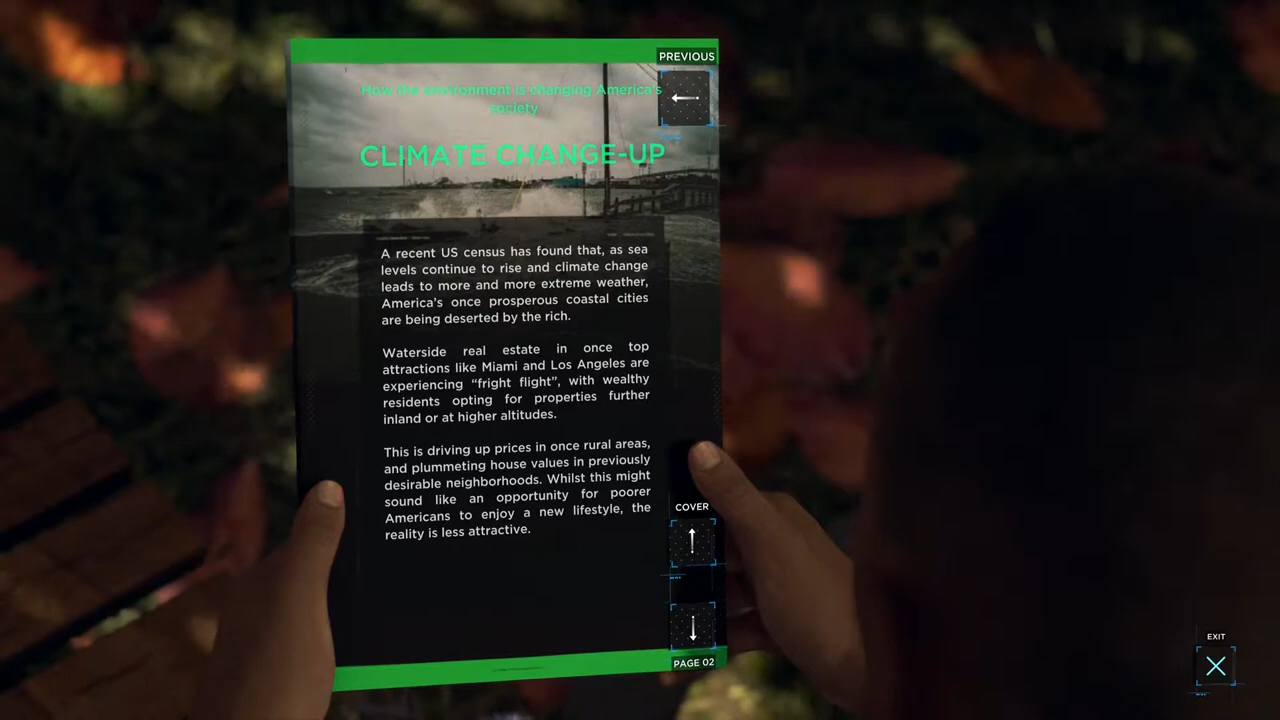 PREVIOUS
How the environment is changing America's
society
CLIMATE CHANGE-UP
A recent US census has found that, as sea
levels continue to rise and climate change
leads to more and more extreme weather,
America's once prosperous coastal cities
are being deserted by the rich.
Waterside real estate in once top
attractions like Miami and Los Angeles are
experiencing “fright flight”, with wealthy
residents opting for properties further
inland or at higher altitudes.
This is driving up prices in once rural areas,
and plummeting house values in previously
desirable neighborhoods. Whilst this might
sound like an opportunity for poorer
Americans to enjoy a new lifestyle, the
reality is less attractive.
COVER
PAGE 02
EXIT